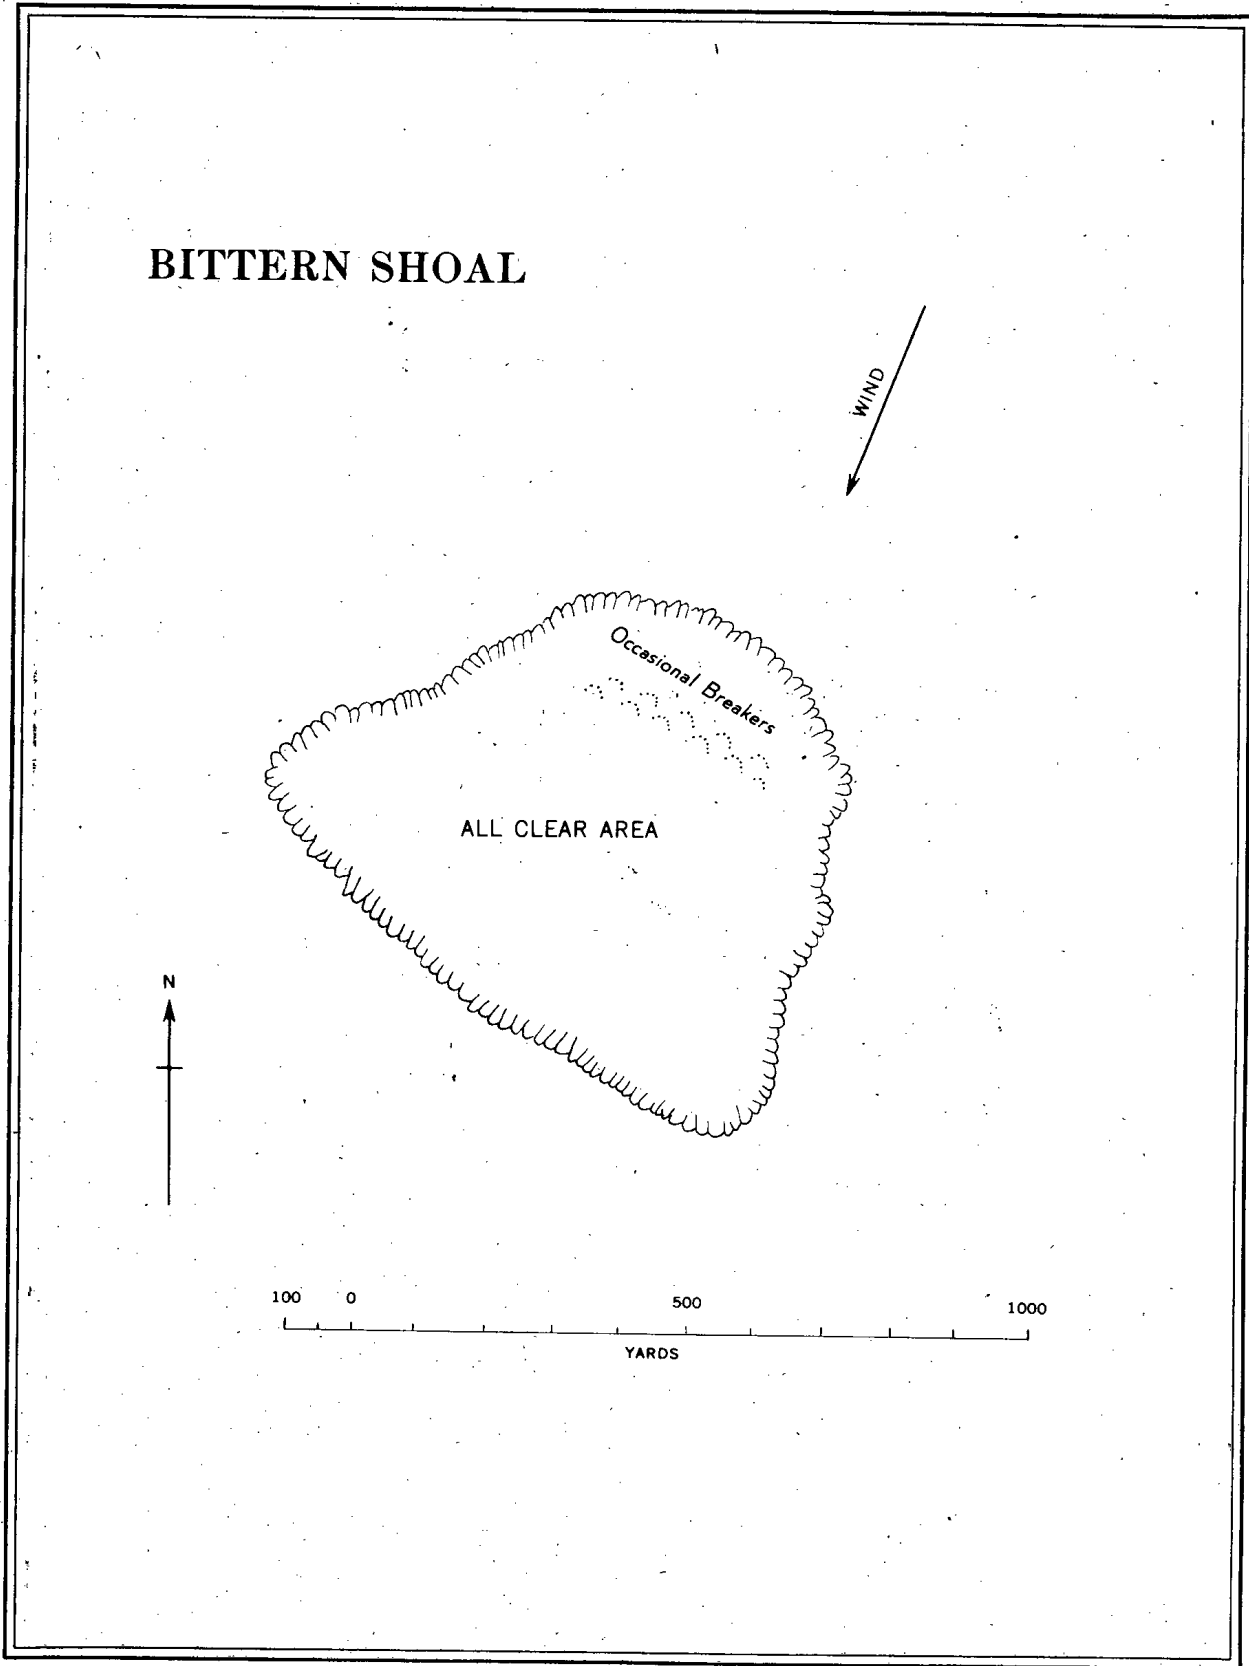 BITTERN SHOAL
WIND
Occasional Breakers
ALL CLEAR AREA
N
100 0 500 1000
YARDS